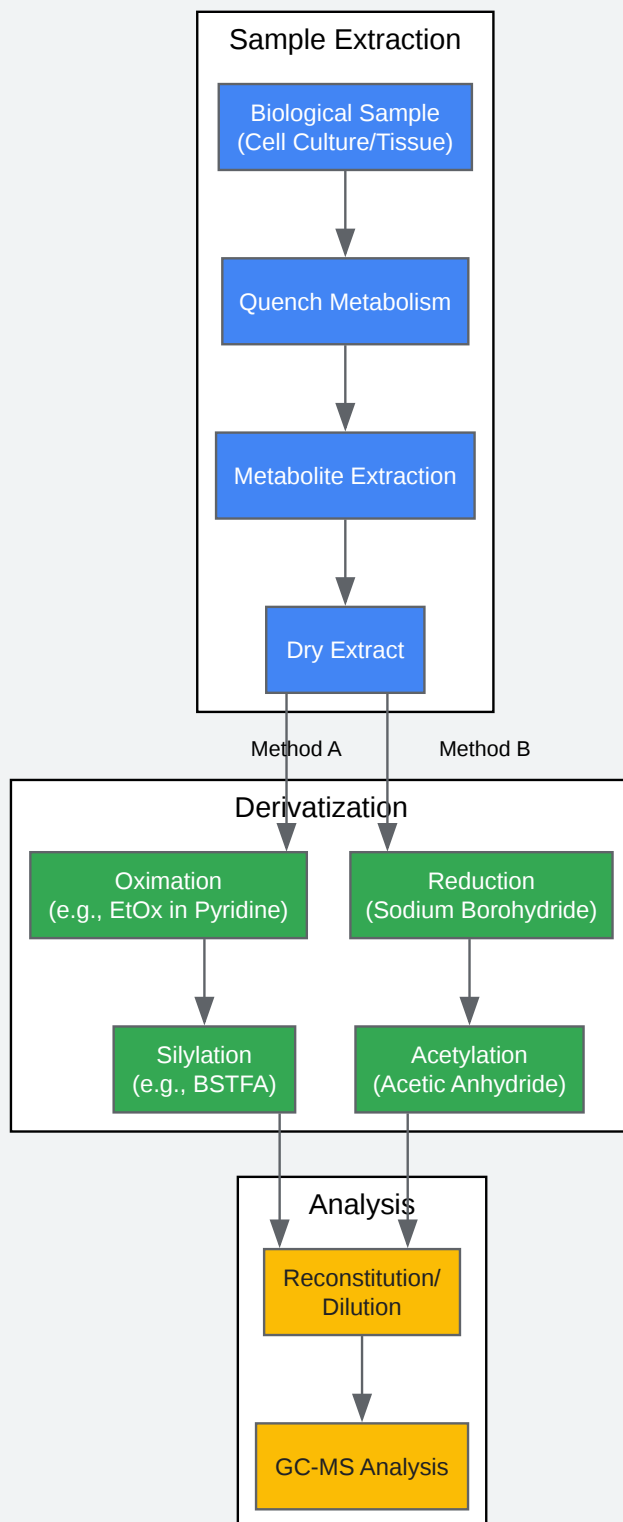 Sample Extraction
Biological Sample
(Cell Culture/Tissue)
Quench Metabolism
Metabolite Extraction
Dry Extract
Method A
Method B
Derivatization
Oximation
(e.g., EtOx in Pyridine)
Reduction
(Sodium Borohydride)
Silylation
(e.g., BSTFA)
Acetylation
(Acetic Anhydride)
Analysis
Reconstitution/
Dilution
GC-MS Analysis